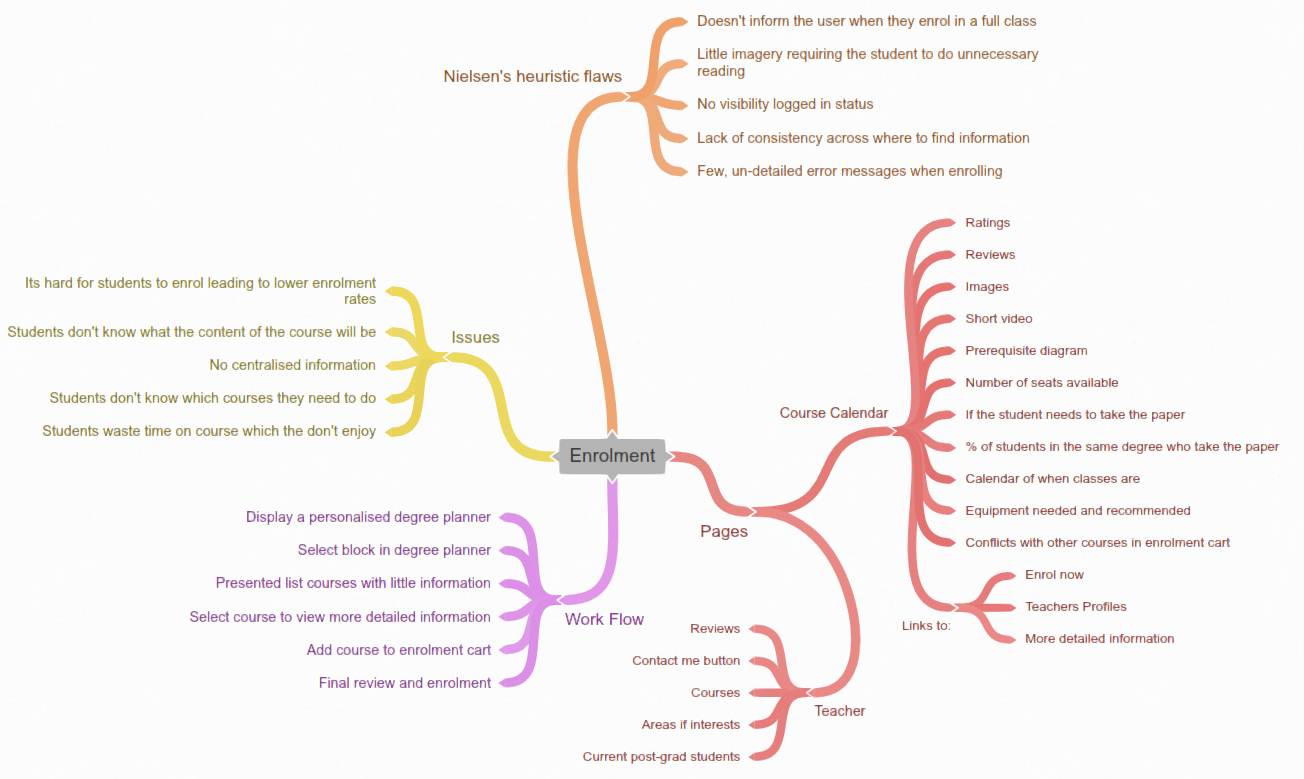 Nielsen's heuristic flaws
Doesn't inform the user when they enrol in a full class
Little imagery requiring the student to do unnecessary
reading
No visibility logged in status
Lack of consistency across where to find information
Few, un-detailed error messages when enrolling
Issues
Its hard for students to enrol leading to lower enrolment
rates
Students don't know what the content of the course will be
No centralised information
Students don't know which courses they need to do
Students waste time on course which the don't enjoy
Enrolment
Pages
Course Calendar
Ratings
Reviews
Images
Short video
Prerequisite diagram
Number of seats available
If the student needs to take the paper
% of students in the same degree who take the paper
Calendar of when classes are
Equipment needed and recommended
Conflicts with other courses in enrolment cart
Links to:
Enrol now
Teachers Profiles
More detailed information
Work Flow
Display a personalised degree planner
Select block in degree planner
Presented list courses with little information
Select course to view more detailed information
Add course to enrolment cart
Final review and enrolment
Teacher
Reviews
Contact me button
Courses
Areas if interests
Current post-grad students